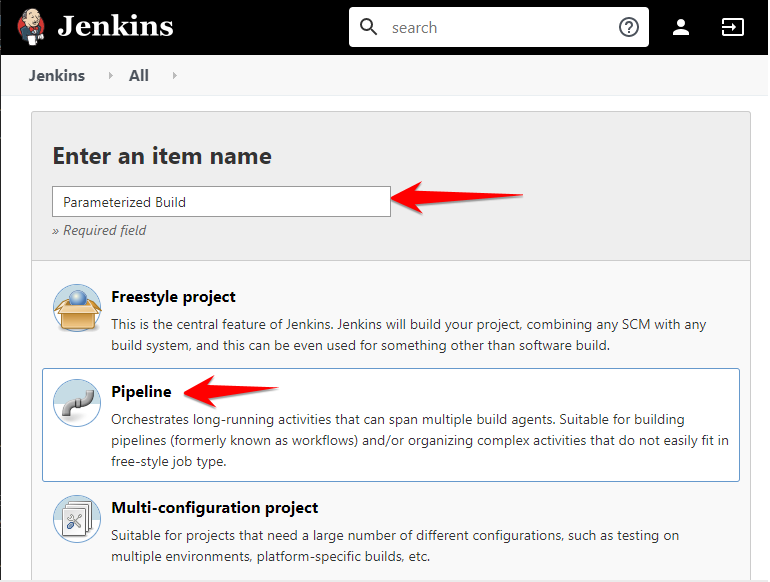 Jenkins
search
Jenkins All
Enter an item name
Parameterized Build
» Required field
Freestyle project
This is the central feature of Jenkins. Jenkins will build your project, combining any SCM with any
build system, and this can be even used for something other than software build.
Pipeline
Orchestrates long-running activities that can span multiple build agents. Suitable for building
pipelines (formerly known as workflows) and/or organizing complex activities that do not easily fit in
free-style job type.
Multi-configuration project
Suitable for projects that need a large number of different configurations, such as testing on
multiple environments, platform-specific builds, etc.